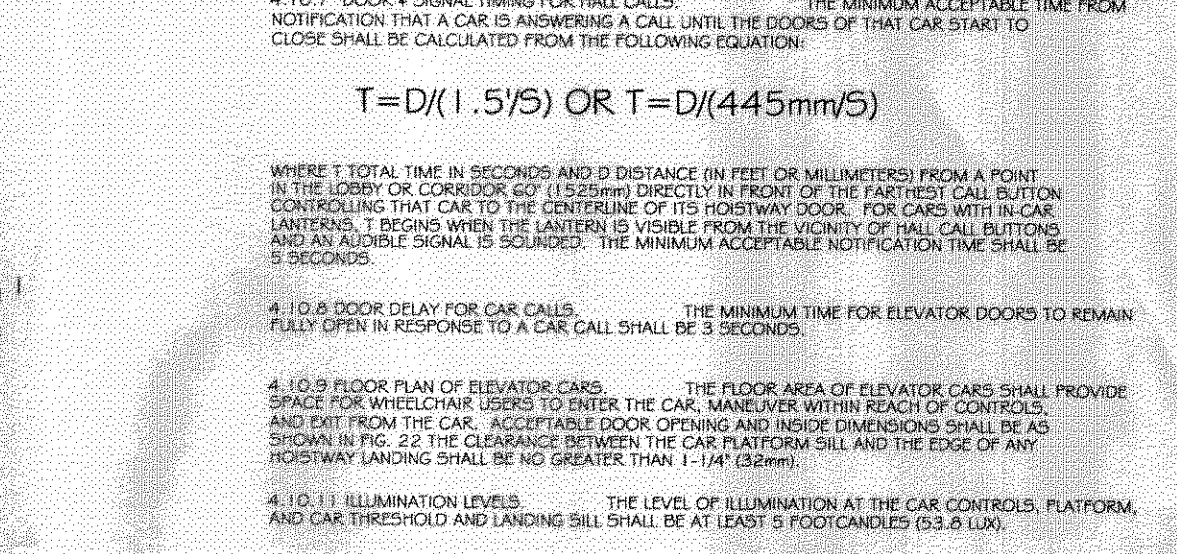 4.10.7 DOOR & SIGNAL TIMING FOR HALL CALLS. THE MINIMUM ACCEPTABLE TIME FROM
NOTIFICATION THAT A CAR IS ANSWERING A CALL UNTIL THE DOORS OF THAT CAR START TO
CLOSE SHALL BE CALCULATED FROM THE FOLLOWING EQUATION:
T=D/(1.5'/S) OR T=D/(445mm/S)
WHERE T TOTAL TIME IN SECONDS AND D DISTANCE (IN FEET OR MILLIMETERS) FROM A POINT
IN THE LOBBY OR CORRIDOR 60" (1525mm) DIRECTLY IN FRONT OF THE FARTHEST CALL BUTTON
CONTROLLING THAT CAR TO THE CENTERLINE OF ITS HOISTWAY DOOR. FOR CARS WITH IN-CAR
LANTERNS, T BEGINS WHEN THE LANTERN IS VISIBLE FROM THE VICINITY OF HALL CALL BUTTONS
AND AN AUDIBLE SIGNAL IS SOUNDED. THE MINIMUM ACCEPTABLE NOTIFICATION TIME SHALL BE
5 SECONDS.
4.10.8 DOOR DELAY FOR CAR CALLS. THE MINIMUM TIME FOR ELEVATOR DOORS TO REMAIN
FULLY OPEN IN RESPONSE TO A CAR CALL SHALL BE 3 SECONDS.
4.10.9 FLOOR PLAN OF ELEVATOR CARS. THE FLOOR AREA OF ELEVATOR CARS SHALL PROVIDE
SPACE FOR WHEELCHAIR USERS TO ENTER THE CAR, MANEUVER WITHIN REACH OF CONTROLS,
AND EXIT FROM THE CAR. ACCEPTABLE DOOR OPENING AND INSIDE DIMENSIONS SHALL BE AS
SHOWN IN FIG. 22 THE CLEARANCE BETWEEN THE CAR PLATFORM SILL AND THE EDGE OF ANY
HOISTWAY LANDING SHALL BE NO GREATER THAN 1-1/4" (32mm).
4.10.11 ILLUMINATION LEVELS. THE LEVEL OF ILLUMINATION AT THE CAR CONTROLS, PLATFORM,
AND CAR THRESHOLD AND LANDING SILL SHALL BE AT LEAST 5 FOOTCANDLES (53.8 LUX).